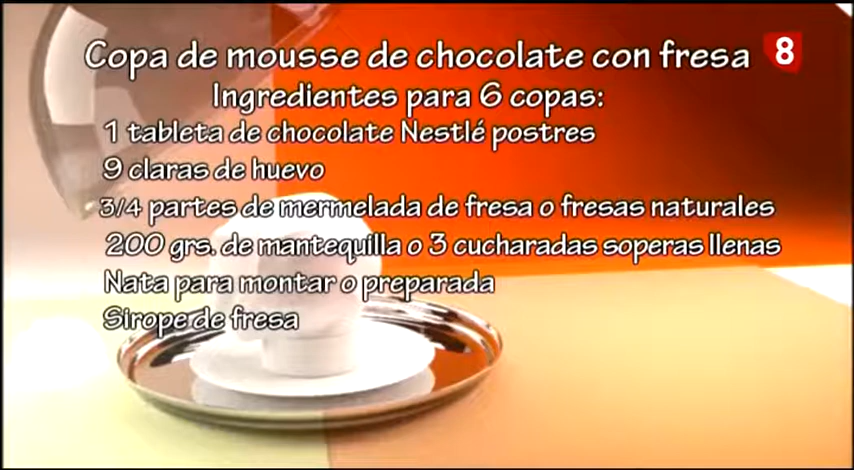 Copa de mousse de chocolate con fresa 8
Ingredientes para 6 copas:
1 tableta de chocolate Nestlé postres
9 claras de huevo
3/4 partes de mermelada de fresa o fresas naturales
200 grs. de mantequilla o 3 cucharadas soperas llenas
Nata para montar o preparada
Sirope de fresa